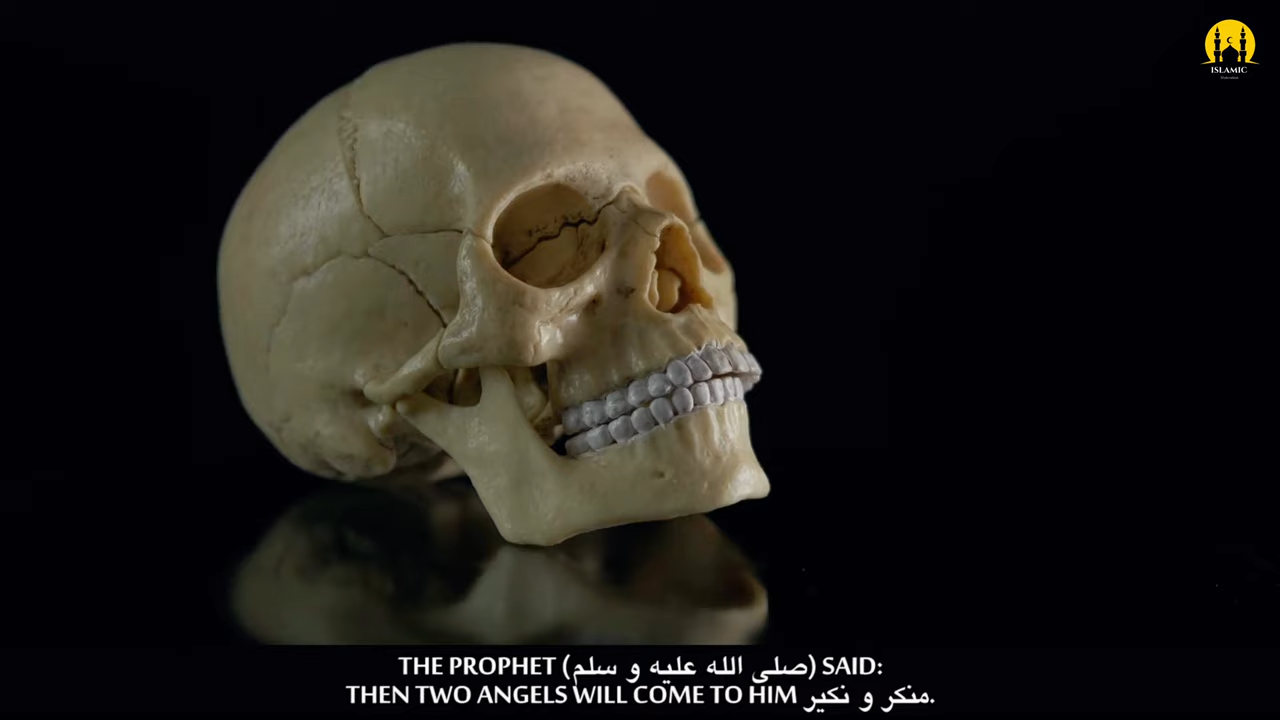 ISLAMIC
THE PROPHET (صلى الله عليه و سلم) SAID:
THEN TWO ANGELS WILL COME TO HIM منكر و نكير.